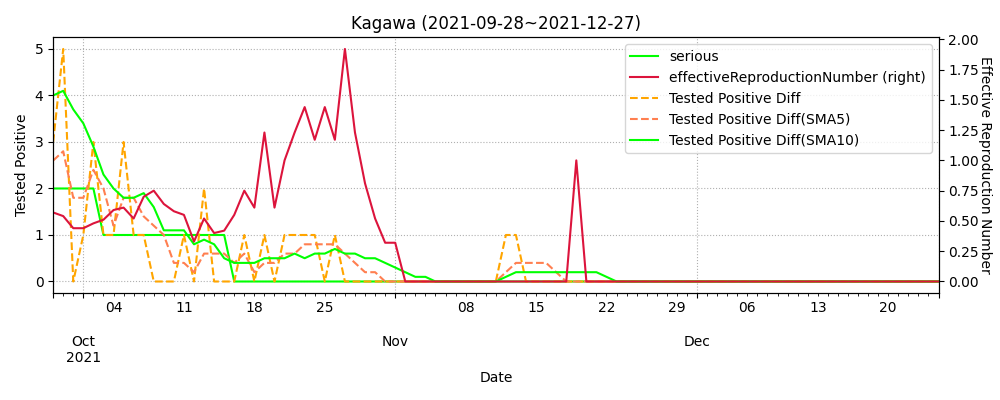 Kagawa (2021-09-28~2021-12-27)
Tested Positive
5
4
3
2
1
0
2.00
1.75
1.50
1.25
1.00
0.75
0.50
0.25
0.00
Effective Reproduction Number
serious
effectiveReproductionNumber (right)
Tested Positive Diff
Tested Positive Diff(SMA5)
Tested Positive Diff(SMA10)
04 11 18 25 08 15 22 29 06 13 20
Oct Nov Dec
2021
Date